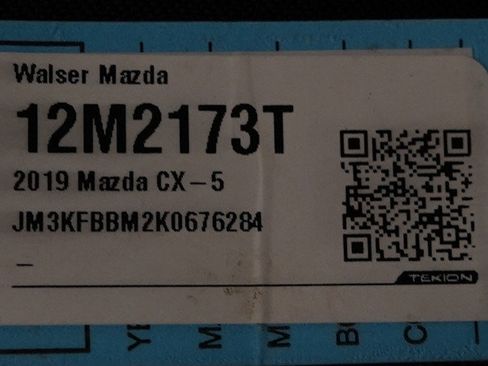 Walser Mazda
12M2173T
2019 Mazda CX-5
JM3KFBBM2K0676284
–
TEKION